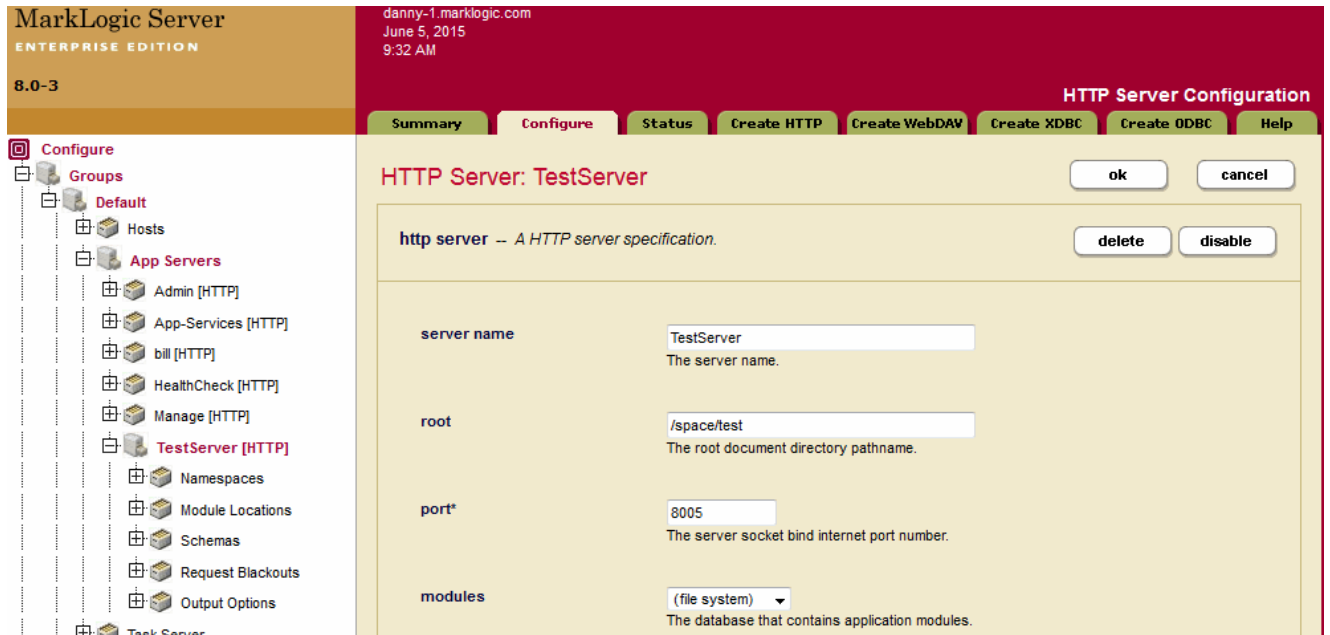 MarkLogic Server
ENTERPRISE EDITION
8.0-3
danny-1.marklogic.com
June 5, 2015
9:32 AM
HTTP Server Configuration
Summary Configure Status Create HTTP Create WebDAV Create XDBC Create ODBC Help
Configure
Groups
Default
Hosts
App Servers
Admin [HTTP]
App-Services [HTTP]
bill [HTTP]
HealthCheck [HTTP]
Manage [HTTP]
TestServer [HTTP]
Namespaces
Module Locations
Schemas
Request Blackouts
Output Options
Task Server
HTTP Server: TestServer
ok cancel
http server -- A HTTP server specification.
delete disable
server name
TestServer
The server name.
root
/space/test
The root document directory pathname.
port*
8005
The server socket bind internet port number.
modules
(file system)
The database that contains application modules.